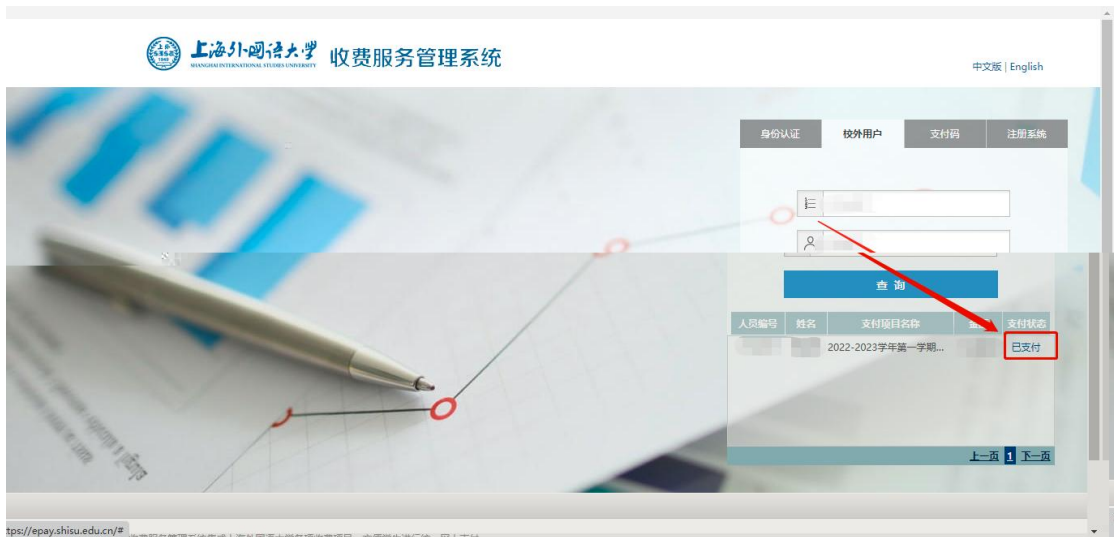 上海外国语大学 收费服务管理系统
SHANGHAI INTERNATIONAL STUDIES UNIVERSITY
中文版 | English
身份认证 校外用户 支付码 注册系统
查 询
人员编号 姓名 支付项目名称 支付状态
2022-2023学年第一学期... 已支付
上一页 1 下一页
tps://epay.shisu.edu.cn/#